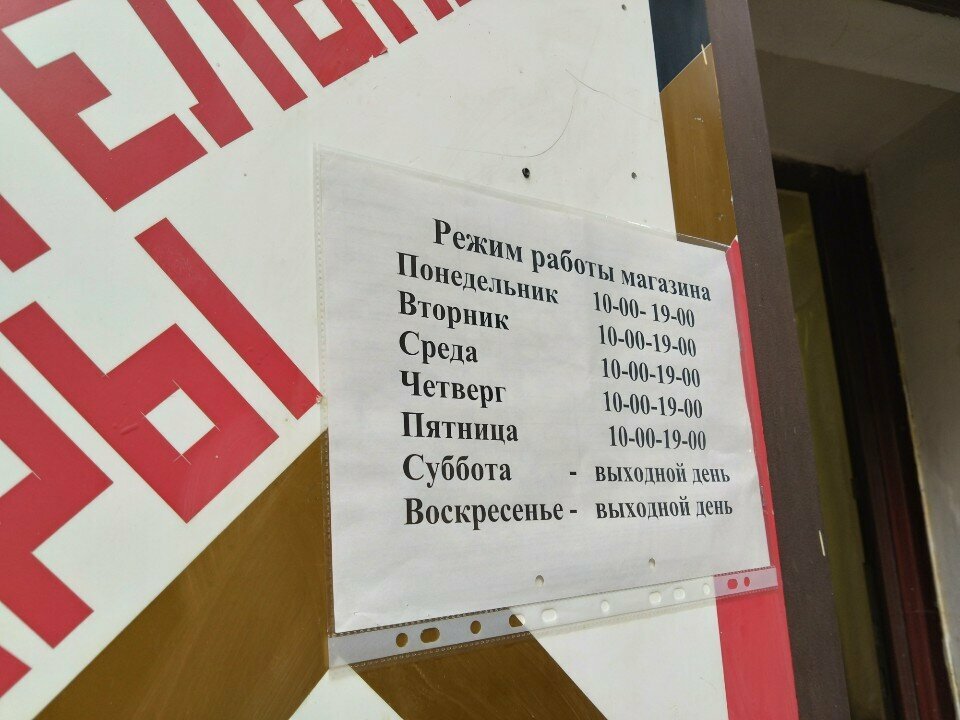 Режим работы магазина
Понедельник 10-00- 19-00
Вторник 10-00-19-00
Среда 10-00-19-00
Четверг 10-00-19-00
Пятница 10-00-19-00
Суббота - выходной день
Воскресенье - выходной день